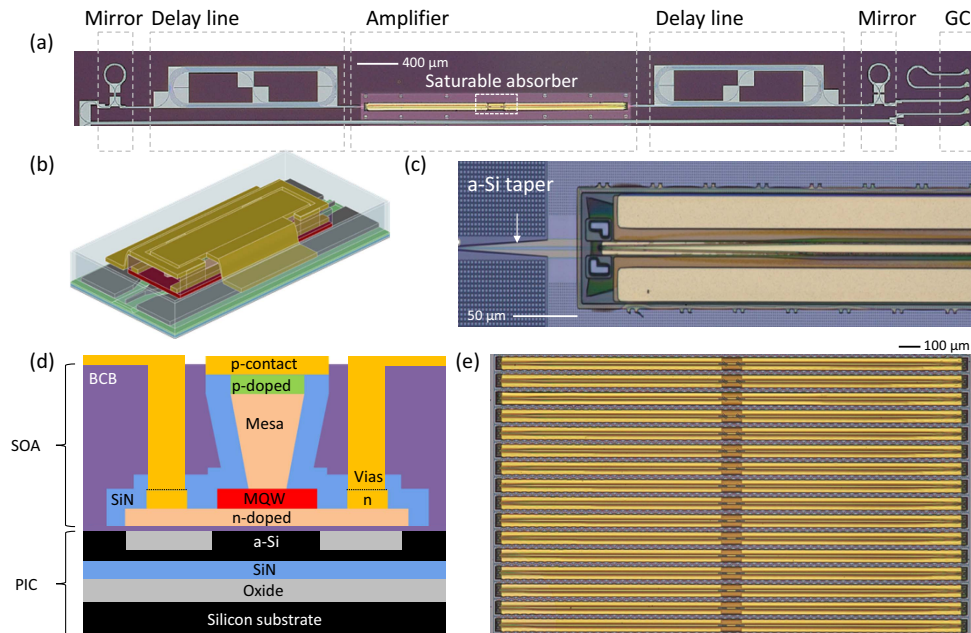 Mirror Delay line Amplifier Delay line Mirror GC
(a)
400 μm
Saturable absorber
(b)
(c)
a-Si taper
50 μm
(d)
p-contact
BCB
p-doped
Mesa
SOA
Vias
SiN
MQW
n
n-doped
a-Si
SiN
PIC
Oxide
Silicon substrate
100 μm
(e)